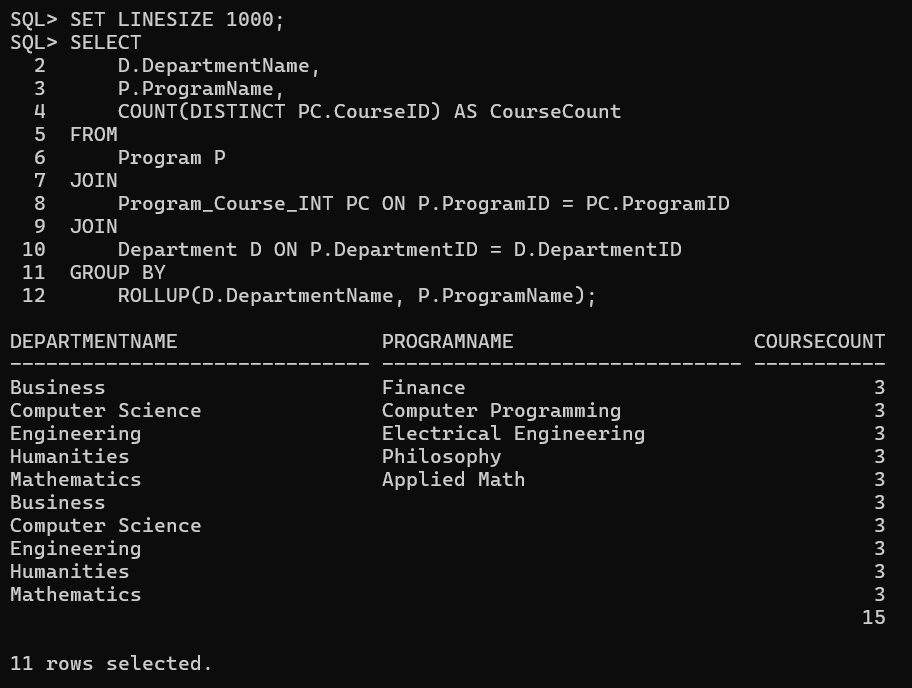 SQL> SET LINESIZE 1000;
SQL> SELECT
  2      D.DepartmentName,
  3      P.ProgramName,
  4      COUNT(DISTINCT PC.CourseID) AS CourseCount
  5  FROM
  6      Program P
  7  JOIN
  8      Program_Course_INT PC ON P.ProgramID = PC.ProgramID
  9  JOIN
 10      Department D ON P.DepartmentID = D.DepartmentID
 11  GROUP BY
 12      ROLLUP(D.DepartmentName, P.ProgramName);

DEPARTMENTNAME                 PROGRAMNAME                    COURSECOUNT
------------------------------ ------------------------------ -----------
Business                       Finance                                  3
Computer Science               Computer Programming                     3
Engineering                    Electrical Engineering                   3
Humanities                     Philosophy                               3
Mathematics                    Applied Math                             3
Business                                                                3
Computer Science                                                        3
Engineering                                                             3
Humanities                                                              3
Mathematics                                                             3
                                                                       15

11 rows selected.